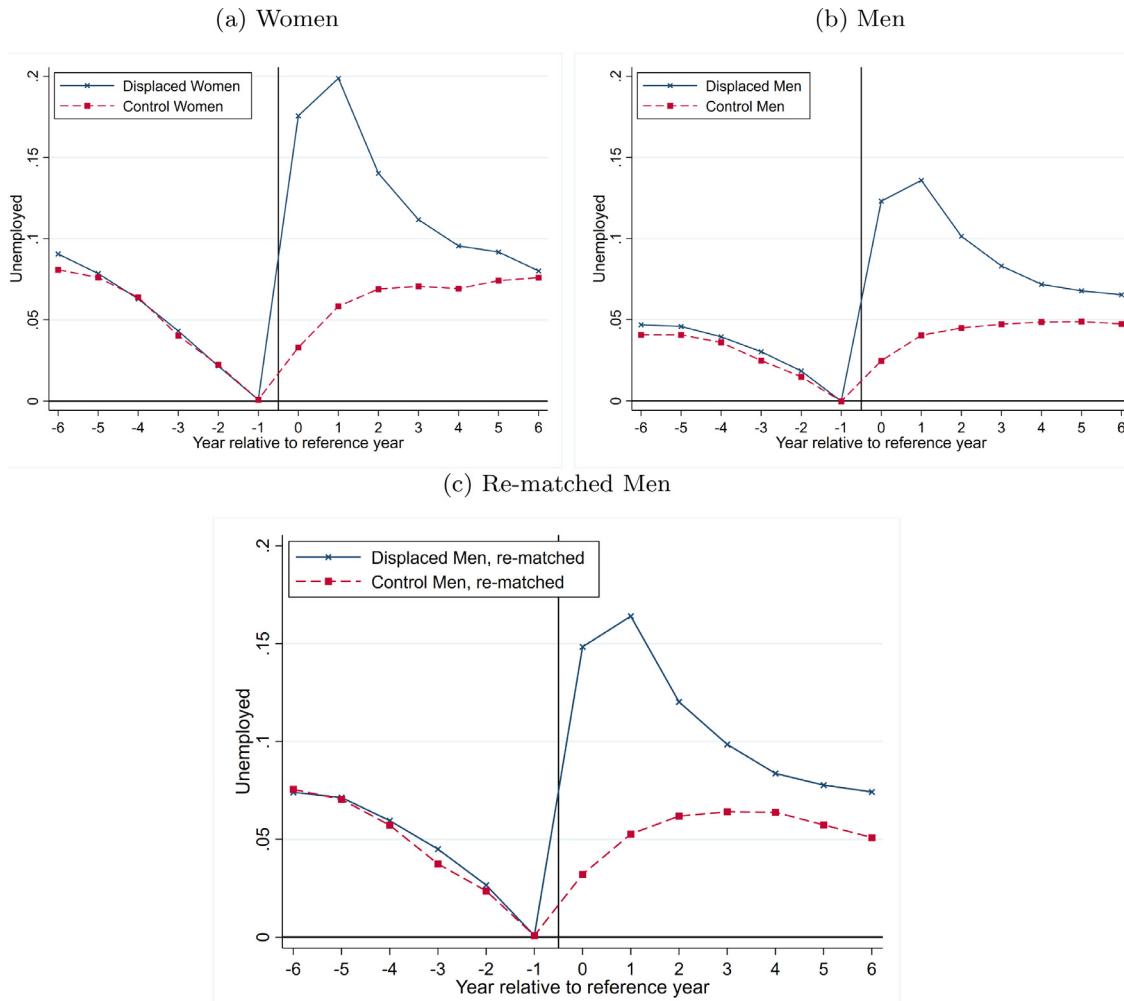 (a) Women
Displaced Women
Control Women
.2
.15
.1
.05
0
Unemployed
-6 -5 -4 -3 -2 -1 0 1 2 3 4 5 6
Year relative to reference year
(b) Men
Displaced Men
Control Men
.2
.15
.1
.05
0
Unemployed
-6 -5 -4 -3 -2 -1 0 1 2 3 4 5 6
Year relative to reference year
(c) Re-matched Men
Displaced Men, re-matched
Control Men, re-matched
.2
.15
.1
.05
0
Unemployed
-6 -5 -4 -3 -2 -1 0 1 2 3 4 5 6
Year relative to reference year